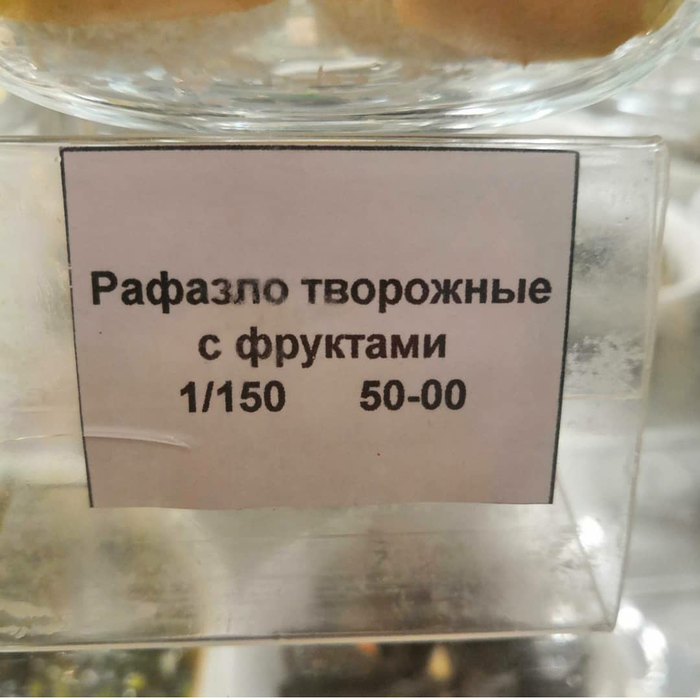 Рафазло творожные
с фруктами
1/150 50-00